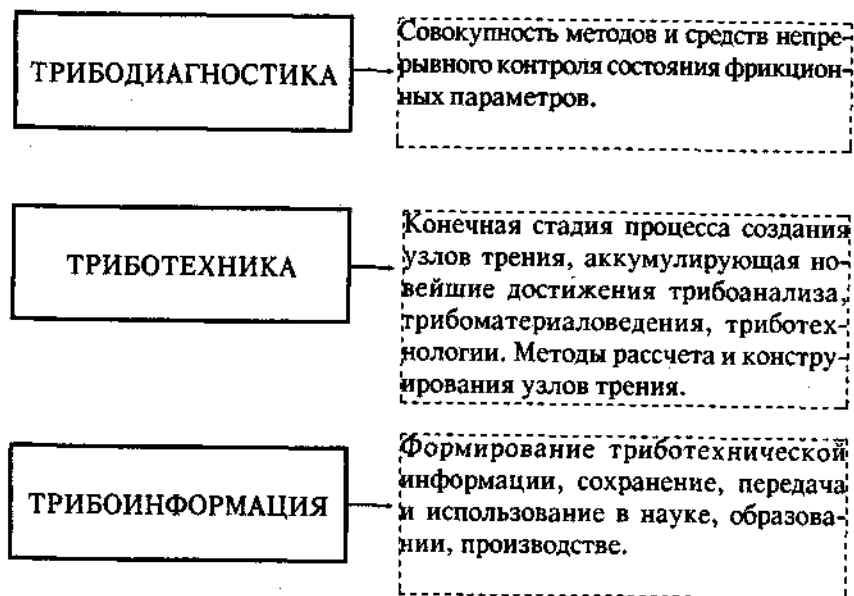 ТРИБОДИАГНОСТИКА
Совокупность методов и средств непре-
рывного контроля состояния фрикцион-
ных параметров.
ТРИБОТЕХНИКА
Конечная стадия процесса создания
узлов трения, аккумулирующая но-
вейшие достижения трибоанализа,
трибоматериаловедения, триботех-
нологии. Методы рассчета и констру-
ирования узлов трения.
ТРИБОИНФОРМАЦИЯ
Формирование триботехнической
информации, сохранение, передача
и использование в науке, образова-
нии, производстве.